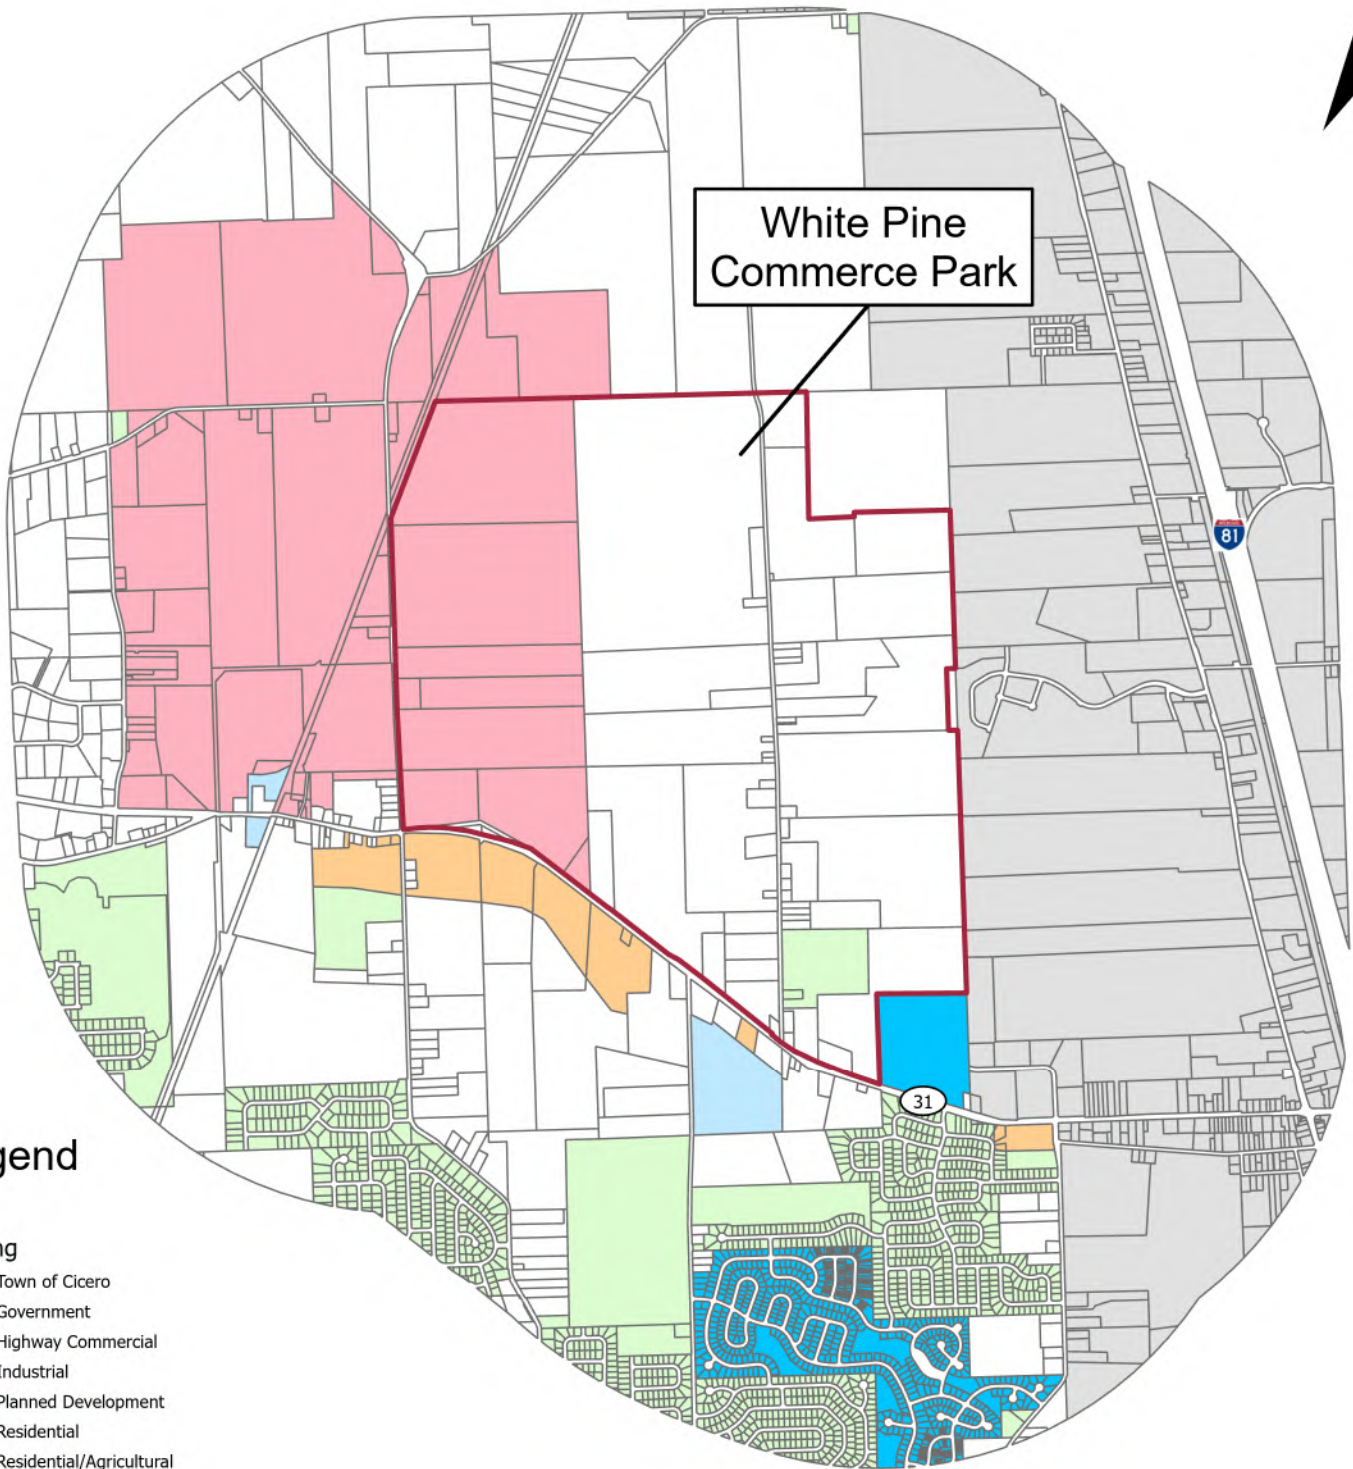 White Pine
Commerce Park
81
31
gend
ng
Town of Cicero
Government
Highway Commercial
Industrial
Planned Development
Residential
Residential/Agricultural